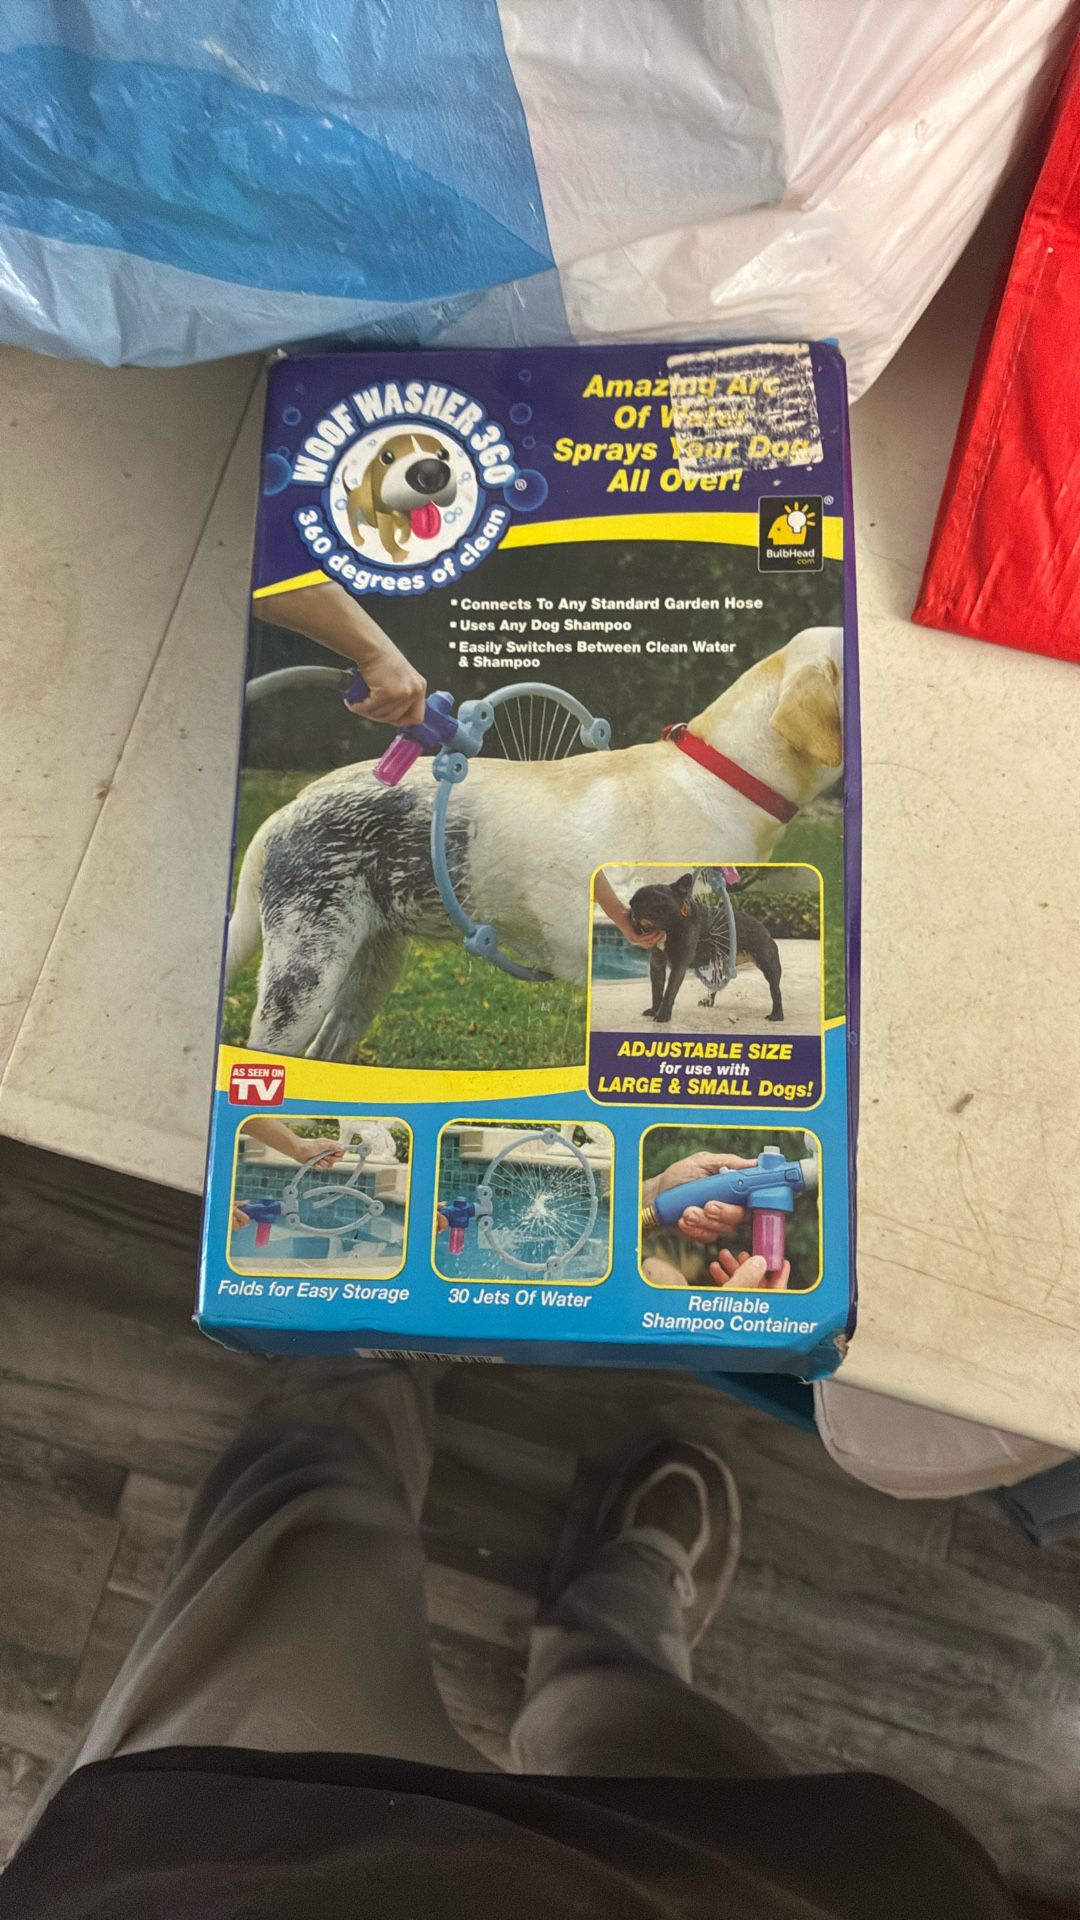 WOOF WASHER 360®
360 degrees of clean
Amazing Arc
Of Water
Sprays Your Dog
All Over!
®
BulbHead
.com
▪ Connects To Any Standard Garden Hose
▪ Uses Any Dog Shampoo
▪ Easily Switches Between Clean Water
& Shampoo
ADJUSTABLE SIZE
for use with
LARGE & SMALL Dogs!
AS SEEN ON
TV
Folds for Easy Storage
30 Jets Of Water
Refillable
Shampoo Container